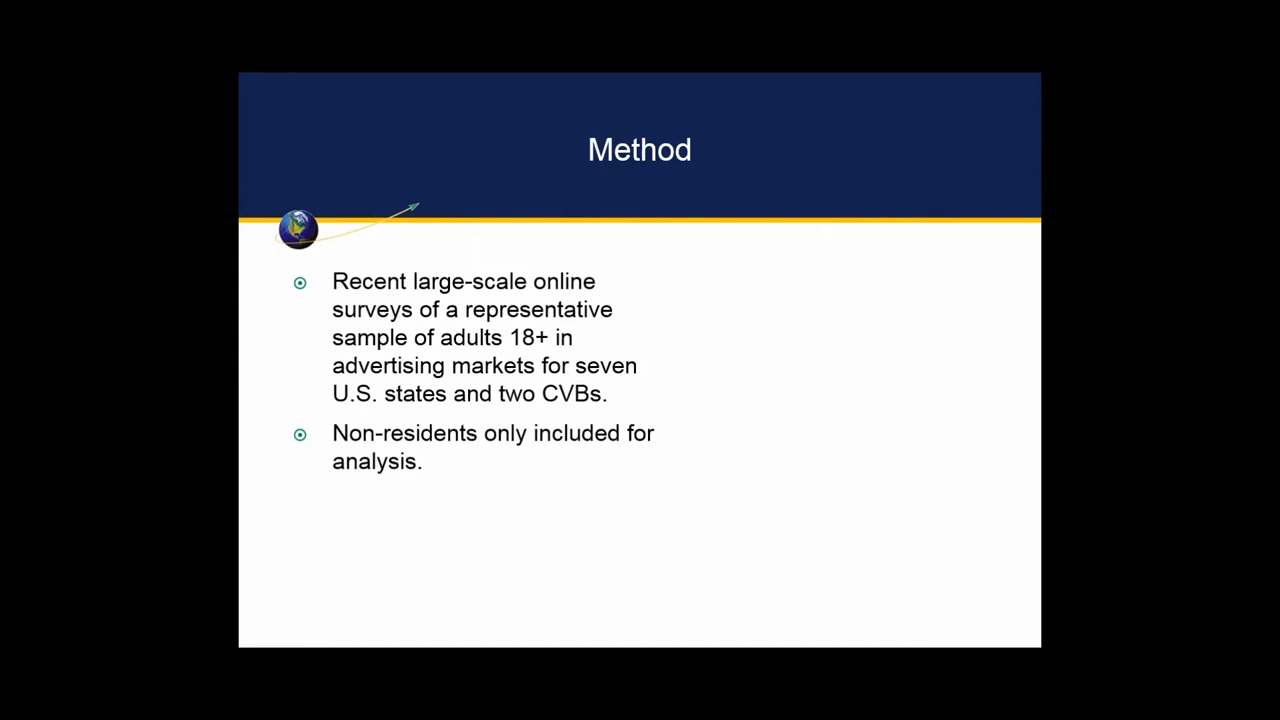 Method
Recent large-scale online
surveys of a representative
sample of adults 18+ in
advertising markets for seven
U.S. states and two CVBs.
Non-residents only included for
analysis.